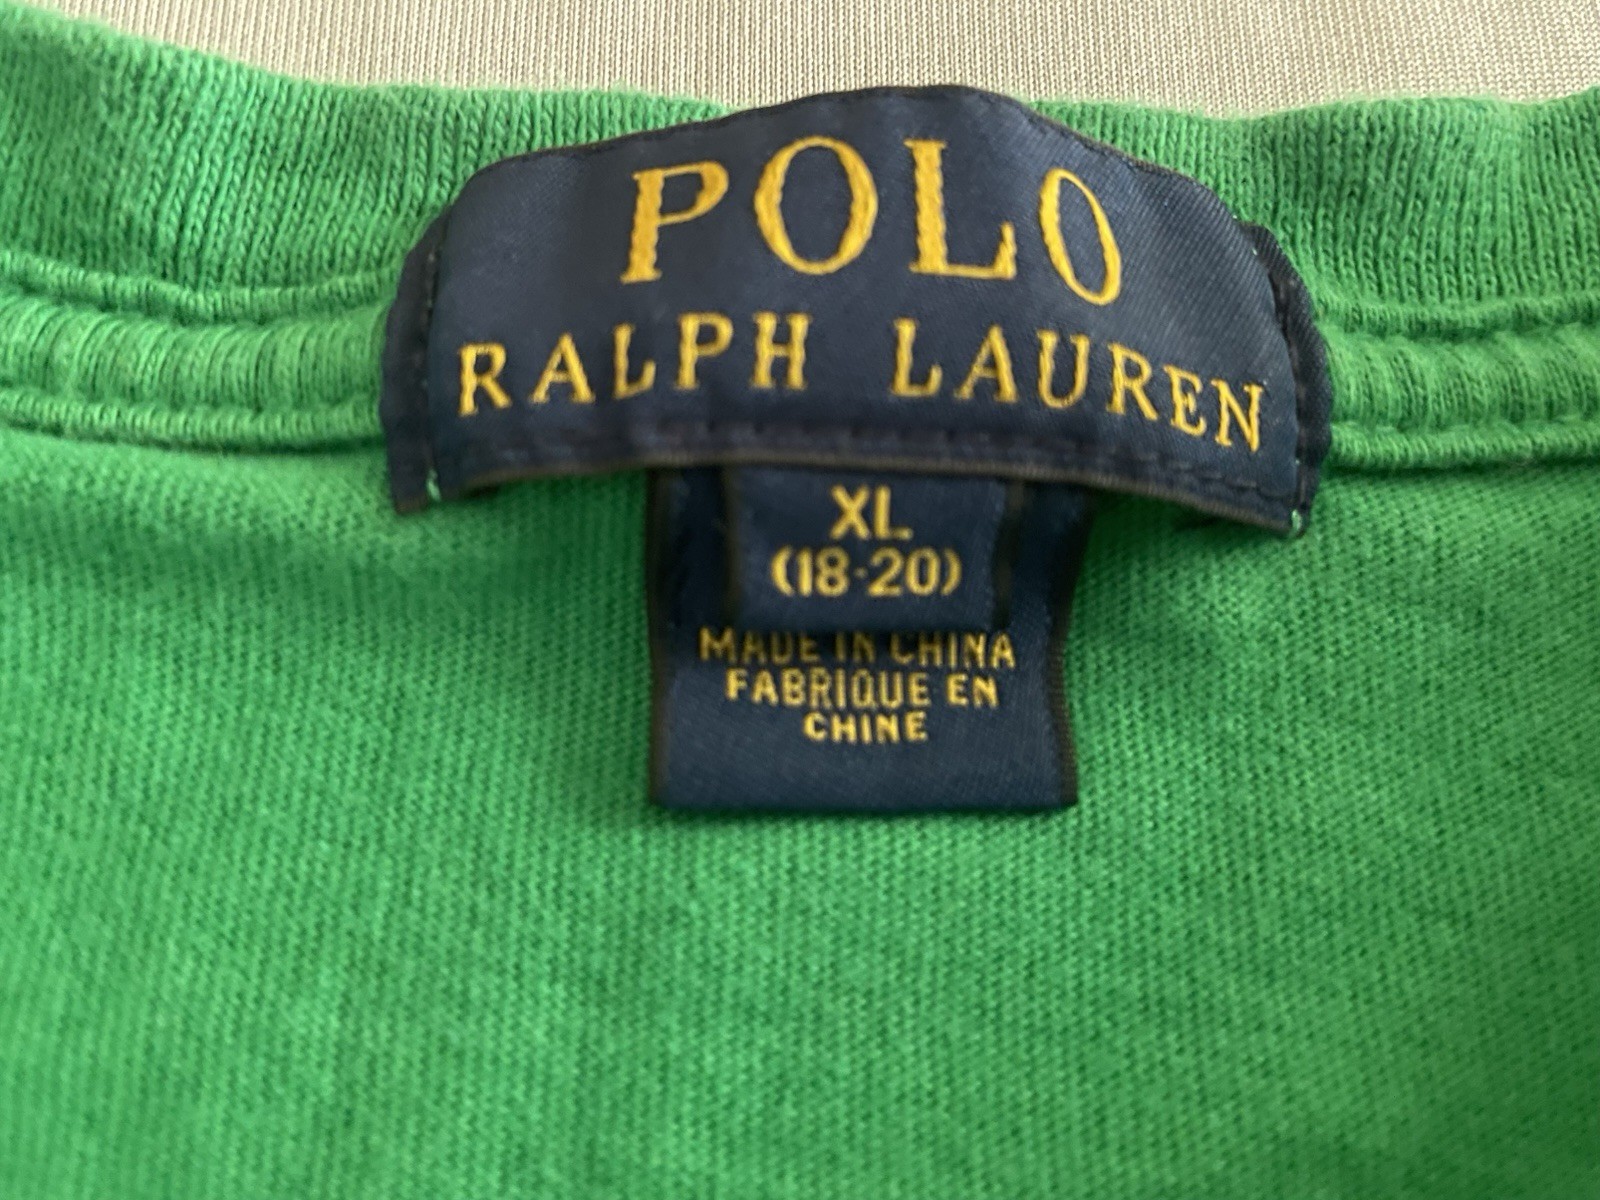 POLO
RALPH LAUREN
XL
(18-20)
MADE IN CHINA
FABRIQUE EN
CHINE